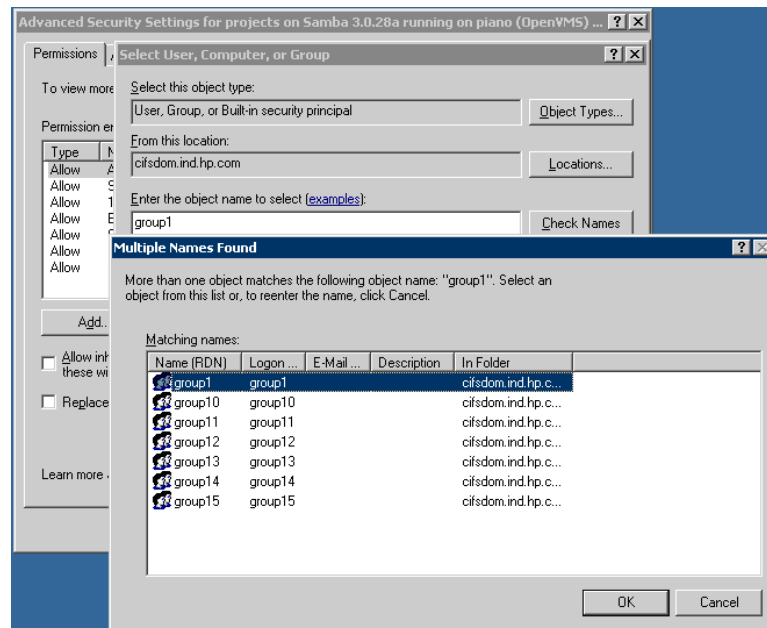 Advanced Security Settings for projects on Samba 3.0.28a running on piano (OpenVMS) ...
Permissions
Select User, Computer, or Group
To view more
Select this object type:
User, Group, or Built-in security principal
Object Types...
Permission en
From this location:
Type N
cifsdom.ind.hp.com
Locations...
Allow A
Allow S
Enter the object name to select (examples):
Allow 1
group1
Check Names
Allow E
Allow
Allow
Allow
Multiple Names Found
More than one object matches the following object name: "group1". Select an
object from this list or, to reenter the name, click Cancel.
Add..
Matching names:
Name (RDN) Logon ... E-Mail ... Description In Folder
Allow inh
these wi
group1 group1 cifsdom.ind.hp.c...
Replace
group10 group10 cifsdom.ind.hp.c...
group11 group11 cifsdom.ind.hp.c...
group12 group12 cifsdom.ind.hp.c...
group13 group13 cifsdom.ind.hp.c...
Learn more
group14 group14 cifsdom.ind.hp.c...
group15 group15 cifsdom.ind.hp.c...
OK Cancel